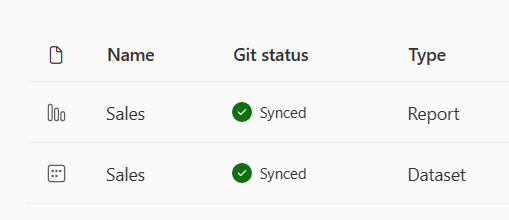 Name Git status Type
Sales Synced Report
Sales Synced Dataset